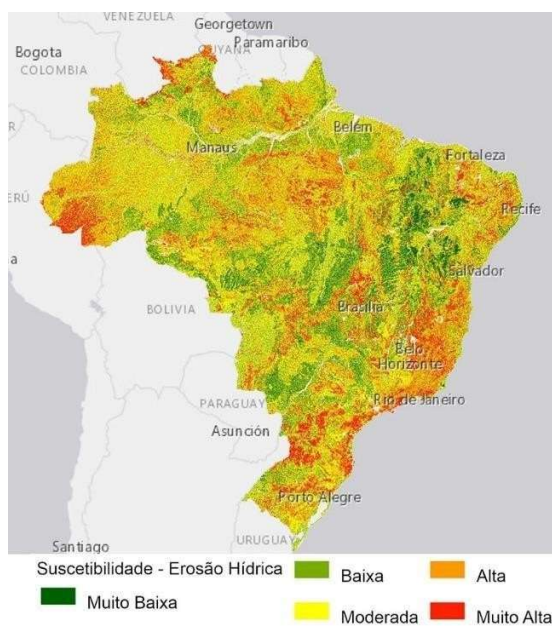 VENEZUELA
Georgetown
GUYANA
Paramaribo
Bogota
COLOMBIA
Belém
Manaus
Fortaleza
PERÚ
Recife
a
Salvador
Brasília
BOLIVIA
Belo
Horizonte
PARAGUAY
Rio de Janeiro
Asunción
Porto Alegre
URUGUAY
Santiago
Suscetibilidade - Erosão Hídrica
Muito Baixa
Baixa
Moderada
Alta
Muito Alta